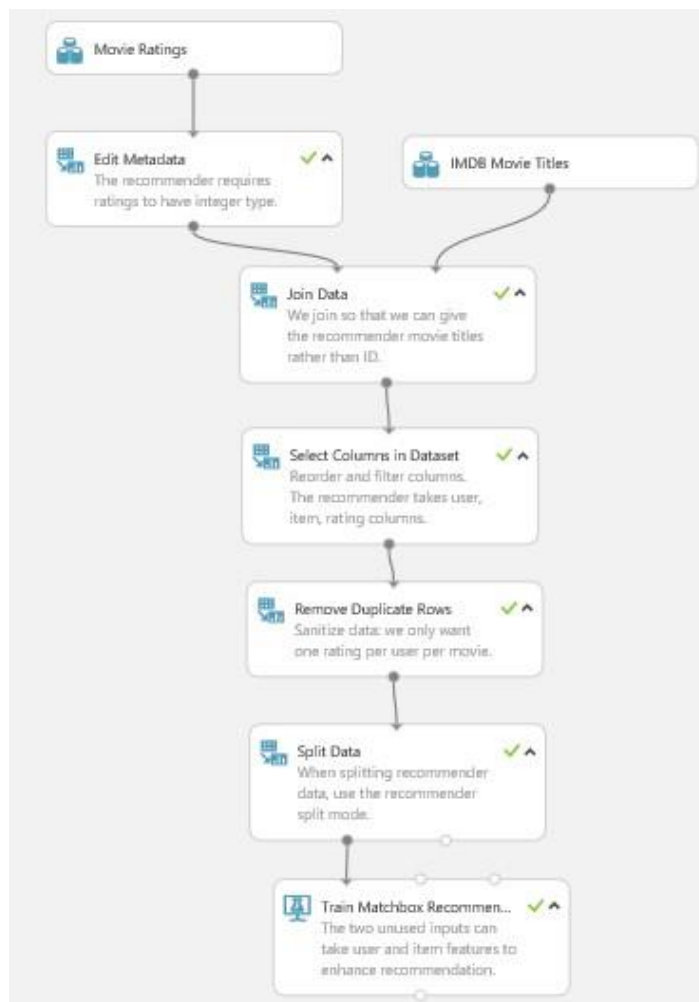 Movie Ratings
Edit Metadata
The recommender requires
ratings to have integer type.
IMDB Movie Titles
Join Data
We join so that we can give
the recommender movie titles
rather than ID.
Select Columns in Dataset
Reorder and filter columns.
The recommender takes user,
item, rating columns.
Remove Duplicate Rows
Sanitize data: we only want
one rating per user per movie.
Split Data
When splitting recommender
data, use the recommender
split mode.
Train Matchbox Recommen...
The two unused inputs can
take user and item features to
enhance recommendation.